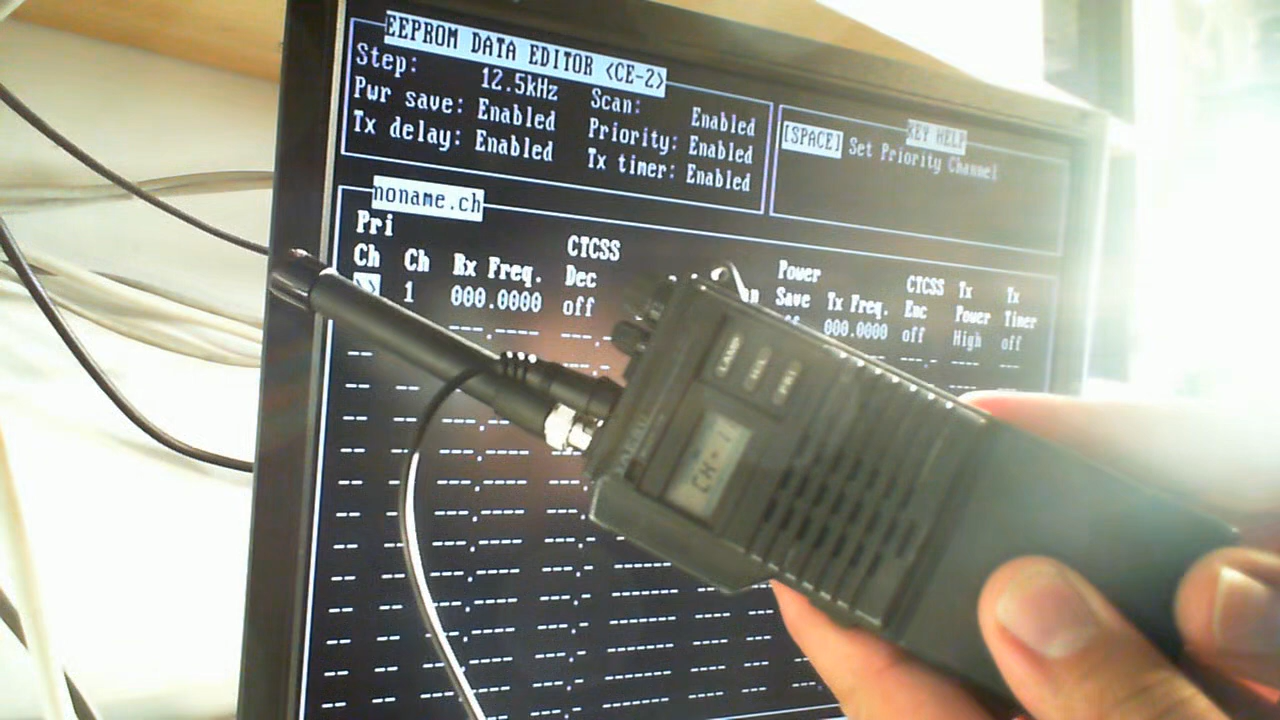 EEPROM DATA EDITOR <CE-2>
Step: 12.5kHz Scan: Enabled
Pwr save: Enabled Priority: Enabled
Tx delay: Enabled Tx timer: Enabled
KEY HELP
[SPACE] Set Priority Channel
noname.ch
Pri CTCSS Power CTCSS Tx Tx
Ch Ch Rx Freq. Dec Save Tx Freq. Enc Power Timer
>> 1 000.0000 off 000.0000 off High off
LAMP
PRI
CH- 1